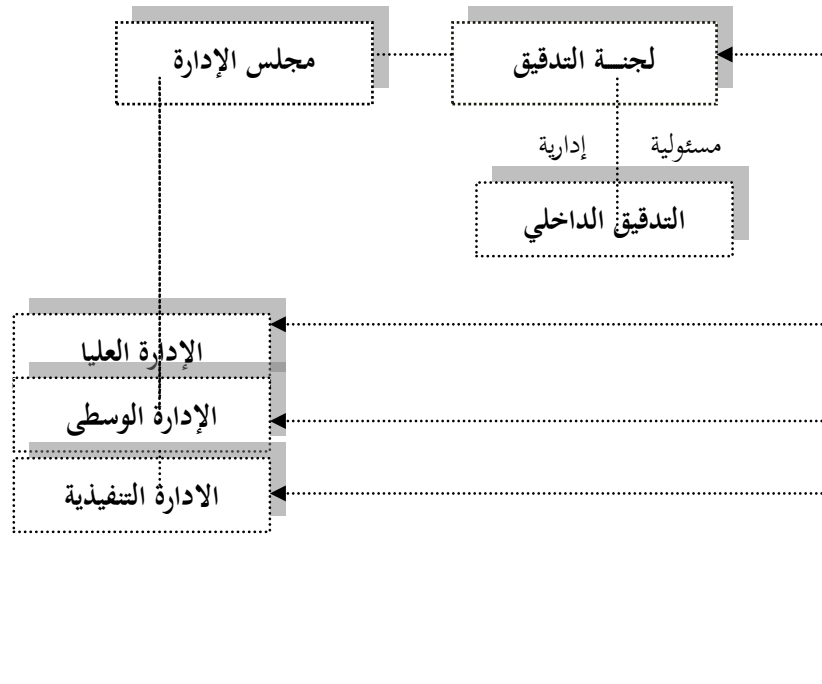 لجنــة التدقيق
مجلس الإدارة
مسئولية إدارية
التدقيق الداخلي
الإدارة العليا
الإدارة الوسطى
الادارة التنفيذية